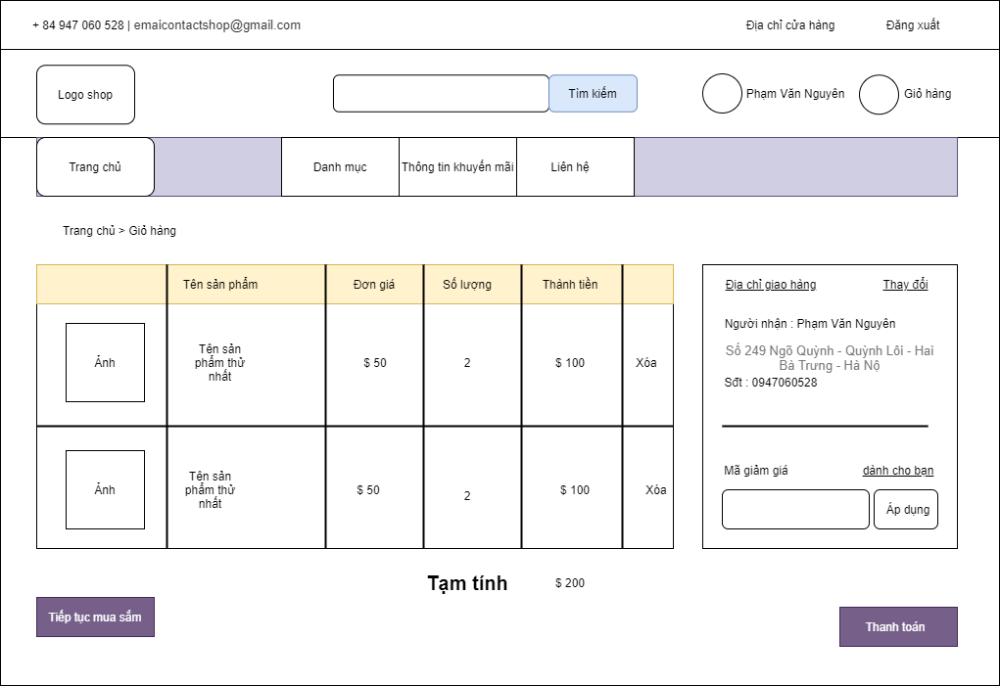 + 84 947 060 528 | emaicontactshop@gmail.com
Địa chỉ cửa hàng
Đăng xuất
Logo shop
Tìm kiếm
Phạm Văn Nguyên
Giỏ hàng
Trang chủ
Danh mục
Thông tin khuyến mãi
Liên hệ
Trang chủ > Giỏ hàng
Tên sản phẩm
Đơn giá
Số lượng
Thành tiền
Ảnh
Tên sản
phẩm thử
nhất
$ 50
2
$ 100
Xóa
Ảnh
Tên sản
phẩm thử
nhất
$ 50
2
$ 100
Xóa
Địa chỉ giao hàng
Thay đổi
Người nhận : Phạm Văn Nguyên
Số 249 Ngõ Quỳnh - Quỳnh Lôi - Hai
Bà Trưng - Hà Nộ
Sđt : 0947060528
Mã giảm giá
dành cho bạn
Áp dụng
Tạm tính
$ 200
Tiếp tục mua sắm
Thanh toán